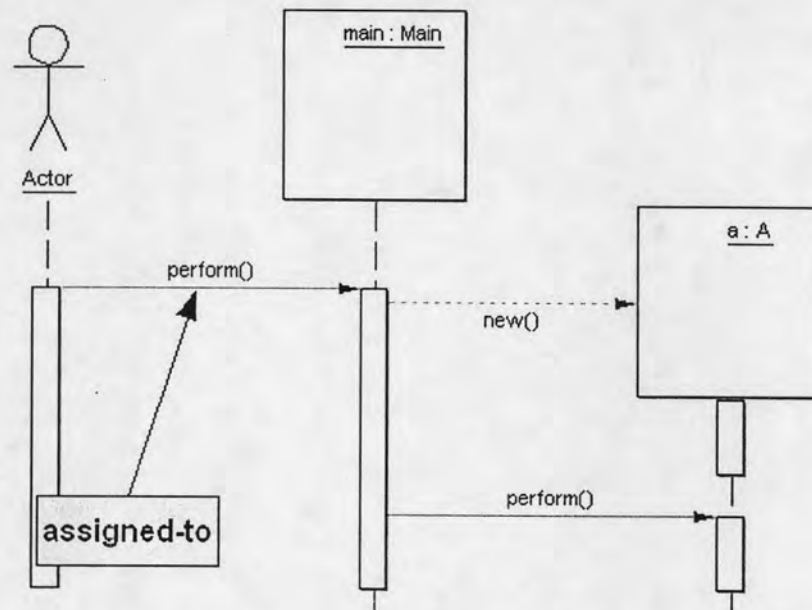 main : Main
Actor
a : A
perform()
new()
perform()
assigned-to